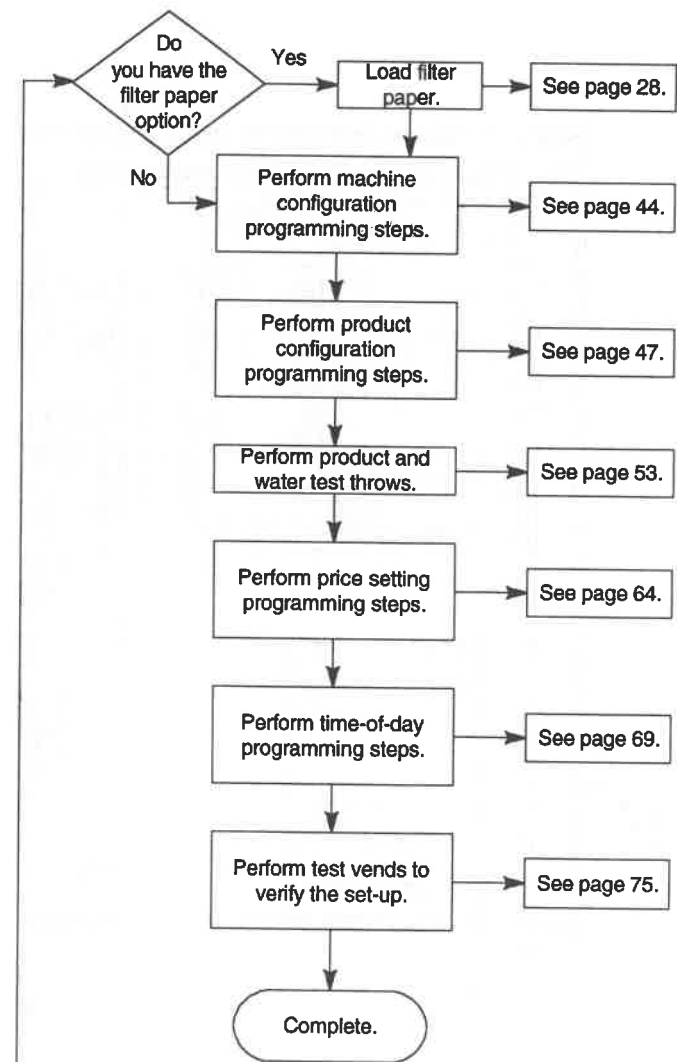 Do
you have the
filter paper
option?
Yes
Load filter
paper.
See page 28.
No
Perform machine
configuration
programming steps.
See page 44.
Perform product
configuration
programming steps.
See page 47.
Perform product and
water test throws.
See page 53.
Perform price setting
programming steps.
See page 64.
Perform time-of-day
programming steps.
See page 69.
Perform test vends to
verify the set-up.
See page 75.
Complete.